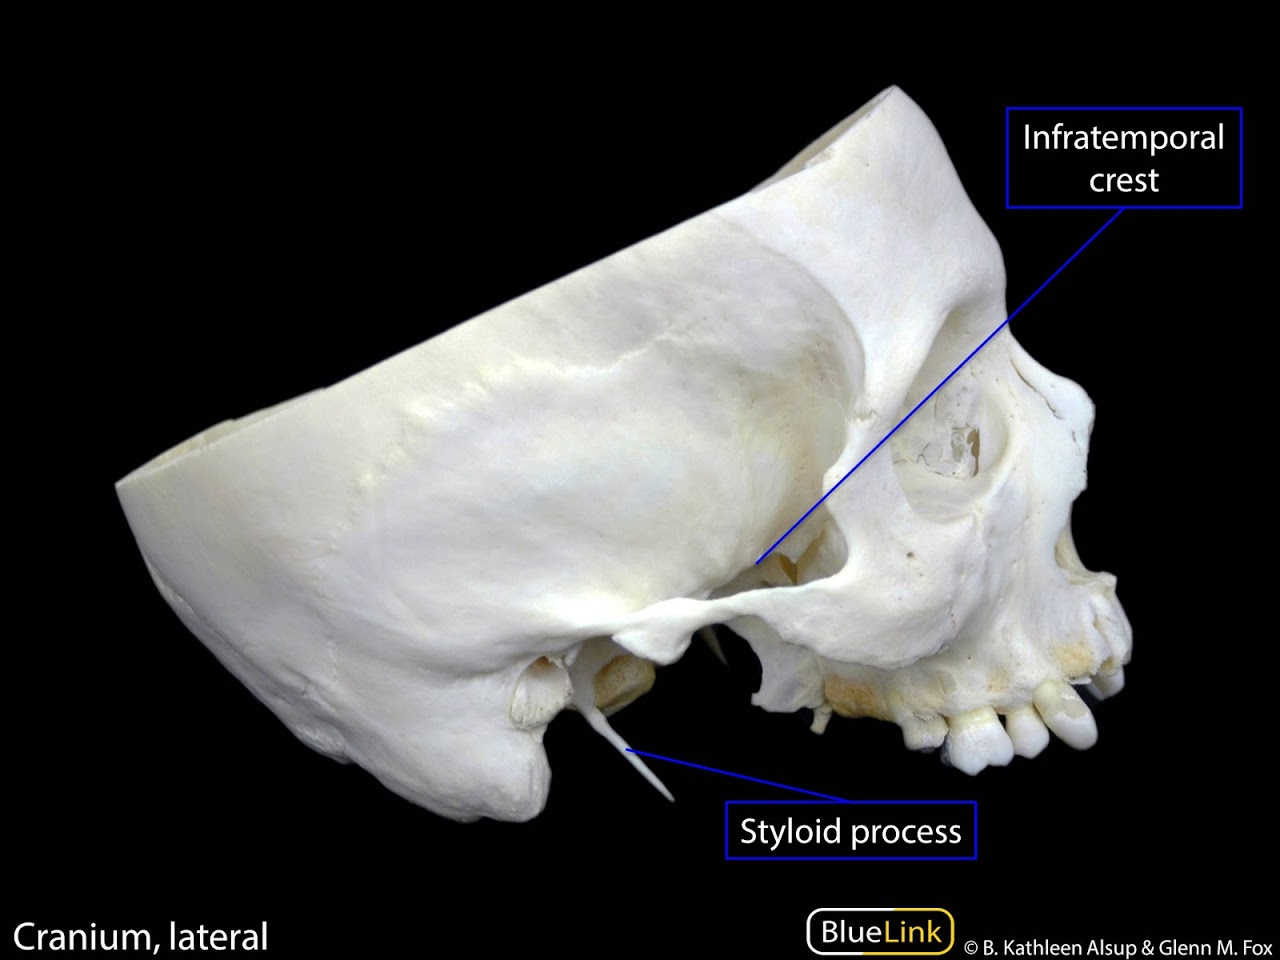 Infratemporal
crest
Styloid process
Cranium, lateral
BlueLink
© B. Kathleen Alsup & Glenn M. Fox